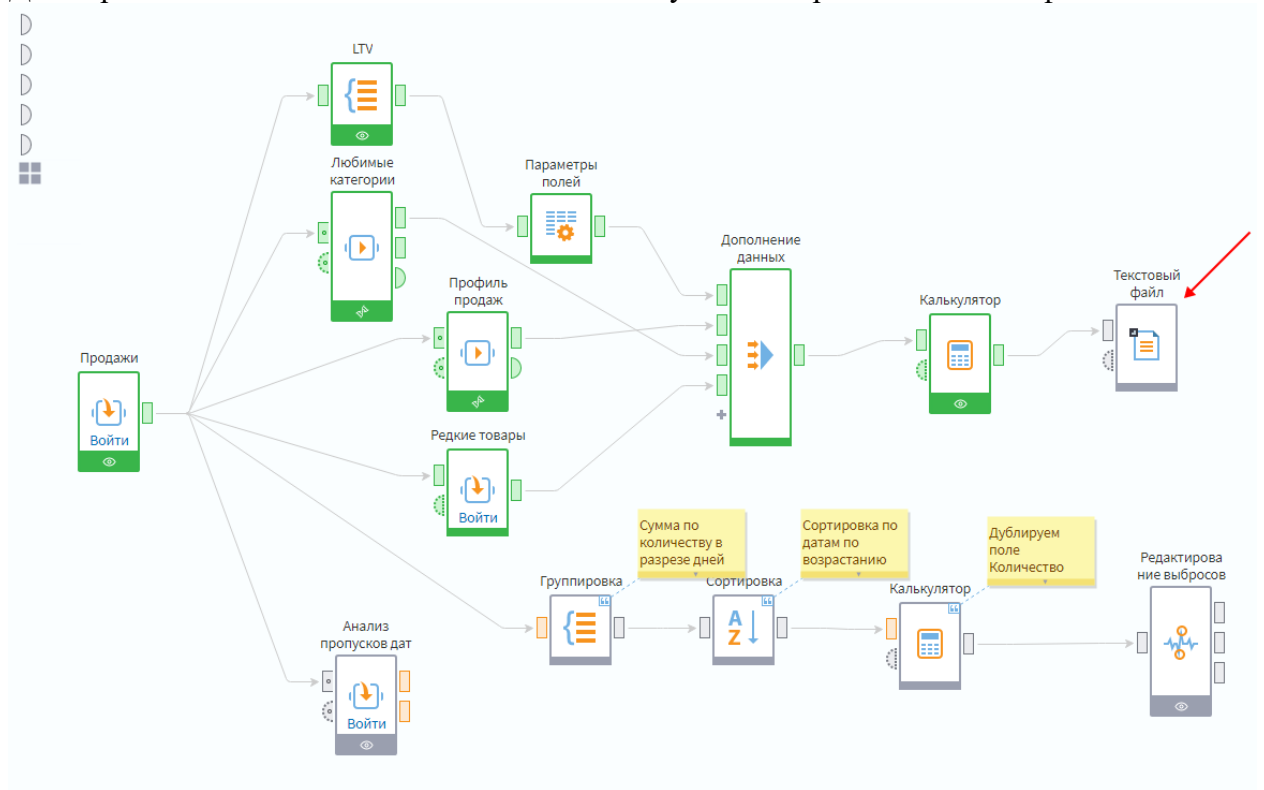 LTV
Любимые
категории
Параметры
полей
Дополнение
данных
Профиль
продаж
Калькулятор
Текстовый
файл
Продажи
Войти
Редкие товары
Войти
Сумма по
количеству в
разрезе дней
Сортировка по
датам по
возрастанию
Дублируем
поле
Количество
Группировка
Сортировка
Калькулятор
Редактирова
ние выбросов
Анализ
пропусков дат
Войти